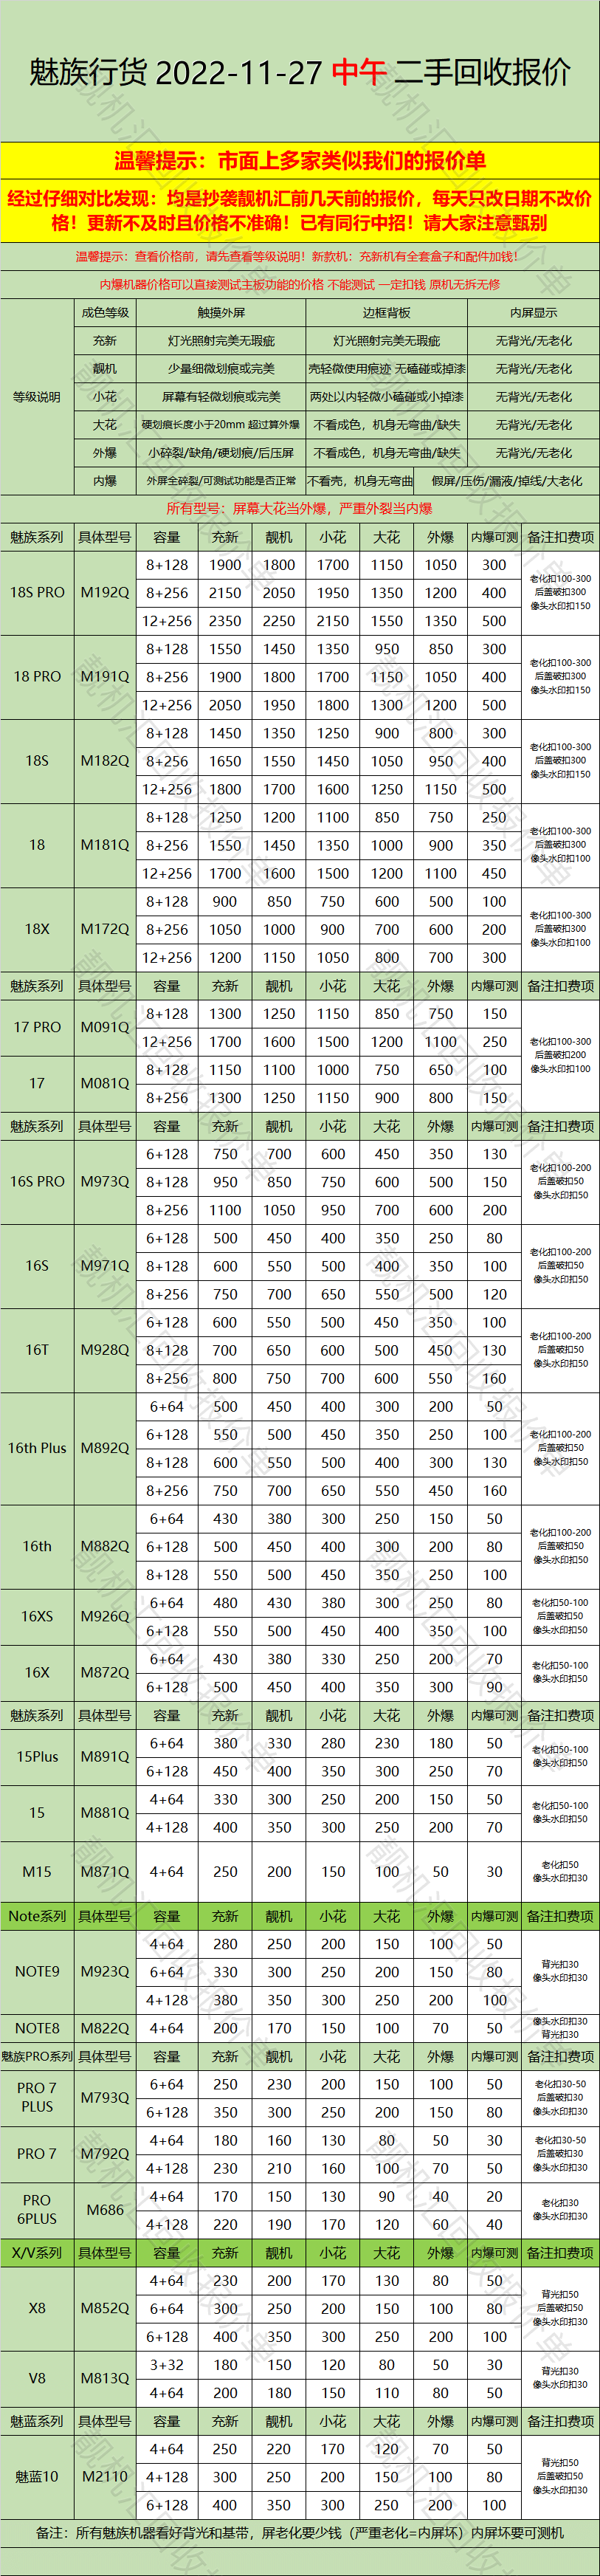 魅族行货 2022-11-27 中午 二手回收报价
温馨提示：市面上多家类似我们的报价单
经过仔细对比发现：均是抄袭靓机汇前几天前的报价，每天只改日期不改价
格！更新不及时且价格不准确！已有同行中招！请大家注意甄别
温馨提示：查看价格前，请先查看等级说明！新款机：充新机有全套盒子和配件加钱！
内爆机器价格可以直接测试主板功能的价格 不能测试 一定扣钱 原机无拆无修
等级说明 成色等级 触摸外屏 边框背板 内屏显示
充新 灯光照射完美无瑕疵 灯光照射完美无瑕疵 无背光/无老化
靓机 少量细微划痕或完美 壳轻微使用痕迹 无磕碰或掉漆 无背光/无老化
小花 屏幕有轻微划痕或完美 两处以内轻微小磕碰或小掉漆 无背光/无老化
大花 硬划痕长度小于20mm 超过算外爆 不看成色，机身无弯曲/缺失 无背光/无老化
外爆 小碎裂/缺角/硬划痕/后压屏 不看成色，机身无弯曲/缺失 无背光/无老化
内爆 外屏全碎裂/可测试功能是否正常 不看壳，机身无弯曲 假屏/压伤/漏液/掉线/大老化
所有型号：屏幕大花当外爆，严重外裂当内爆
魅族系列 具体型号 容量 充新 靓机 小花 大花 外爆 内爆可测 备注扣费项
18S PRO M192Q 8+128 1900 1800 1700 1150 1050 300 老化扣100-300
8+256 2150 2050 1950 1350 1200 400 后盖破扣300
12+256 2350 2250 2150 1550 1350 500 像头水印扣150
18 PRO M191Q 8+128 1550 1450 1350 950 850 300 老化扣100-300
8+256 1900 1800 1700 1150 1050 400 后盖破扣300
12+256 2050 1950 1800 1300 1200 500 像头水印扣150
18S M182Q 8+128 1450 1350 1250 900 800 300 老化扣100-300
8+256 1650 1550 1450 1050 950 400 后盖破扣300
12+256 1800 1700 1600 1250 1150 500 像头水印扣150
18 M181Q 8+128 1250 1200 1100 850 750 250 老化扣100-300
8+256 1550 1450 1350 1000 900 350 后盖破扣300
12+256 1700 1600 1500 1200 1100 450 像头水印扣100
18X M172Q 8+128 900 850 750 600 500 100 老化扣100-300
8+256 1050 1000 900 700 600 200 后盖破扣300
12+256 1200 1150 1050 800 700 300 像头水印扣100
魅族系列 具体型号 容量 充新 靓机 小花 大花 外爆 内爆可测 备注扣费项
17 PRO M091Q 8+128 1300 1250 1150 850 750 150 老化扣100-300
12+256 1700 1600 1500 1200 1100 250 后盖破扣200
17 M081Q 8+128 1150 1100 1000 750 650 100 像头水印扣100
8+256 1300 1250 1150 900 800 150
魅族系列 具体型号 容量 充新 靓机 小花 大花 外爆 内爆可测 备注扣费项
16S PRO M973Q 6+128 750 700 600 450 350 130 老化扣100-200
8+128 950 850 750 600 500 150 后盖破扣50
8+256 1100 1050 950 700 600 200 像头水印扣50
16S M971Q 6+128 500 450 400 350 250 80 老化扣100-200
8+128 600 550 500 400 350 100 后盖破扣50
8+256 750 700 650 550 500 120 像头水印扣50
16T M928Q 6+128 600 550 500 450 350 100 老化扣100-200
8+128 700 650 600 500 450 130 后盖破扣50
8+256 800 750 700 600 550 160 像头水印扣50
16th Plus M892Q 6+64 500 450 400 300 200 50 老化扣100-200
6+128 550 500 450 350 250 100 后盖破扣50
8+128 600 550 500 400 300 130 像头水印扣50
8+256 750 700 650 550 450 160
16th M882Q 6+64 430 380 300 250 150 50 老化扣100-200
6+128 500 450 400 300 200 80 后盖破扣50
8+128 550 500 450 350 250 100 像头水印扣50
16XS M926Q 6+64 480 430 380 300 250 80 老化扣50-100
后盖破扣50
6+128 550 500 450 400 350 100 像头水印扣50
16X M872Q 6+64 430 380 330 250 200 70 老化扣50-100
6+128 500 450 400 350 300 90 像头水印扣50
魅族系列 具体型号 容量 充新 靓机 小花 大花 外爆 内爆可测 备注扣费项
15Plus M891Q 6+64 380 330 280 230 180 50 老化扣50-100
6+128 450 400 350 300 250 70 像头水印扣50
15 M881Q 4+64 330 300 250 200 150 50 老化扣50-100
4+128 400 350 300 250 200 70 像头水印扣50
M15 M871Q 4+64 250 200 150 100 50 30 老化扣50
像头水印扣30
Note系列 具体型号 容量 充新 靓机 小花 大花 外爆 内爆可测 备注扣费项
NOTE9 M923Q 4+64 280 250 200 150 100 50 背光扣30
6+64 330 300 250 200 150 80 像头水印扣30
4+128 380 350 300 250 200 100
NOTE8 M822Q 4+64 200 170 150 100 70 50 像头水印扣30
背光扣30
魅族PRO系列 具体型号 容量 充新 靓机 小花 大花 外爆 内爆可测 备注扣费项
PRO 7 PLUS M793Q 6+64 250 230 200 150 100 50 老化扣30-50
后盖破扣30
6+128 350 300 250 200 150 80 像头水印扣30
PRO 7 M792Q 4+64 180 160 130 80 50 30 老化扣30-50
后盖破扣30
4+128 230 210 160 100 70 50 像头水印扣30
PRO 6PLUS M686 4+64 170 150 130 90 40 20 老化扣30
4+128 220 190 170 120 60 40 像头水印扣30
X/V系列 具体型号 容量 充新 靓机 小花 大花 外爆 内爆可测 备注扣费项
X8 M852Q 4+64 230 200 170 130 80 50 背光扣50
6+64 300 250 200 150 100 80 后盖破扣50
6+128 400 350 300 250 200 100 像头水印扣30
V8 M813Q 3+32 180 150 120 80 50 30 背光扣30
4+64 200 180 150 110 80 50 像头水印扣30
魅蓝系列 具体型号 容量 充新 靓机 小花 大花 外爆 内爆可测 备注扣费项
魅蓝10 M2110 4+64 250 220 170 120 70 50 背光扣50
4+128 300 250 200 150 100 80 后盖破扣50
6+128 400 350 300 250 200 100 像头水印扣30
备注：所有魅族机器看好背光和基带，屏老化要少钱（严重老化=内屏坏）内屏坏要可测机
靓机汇回收报价单